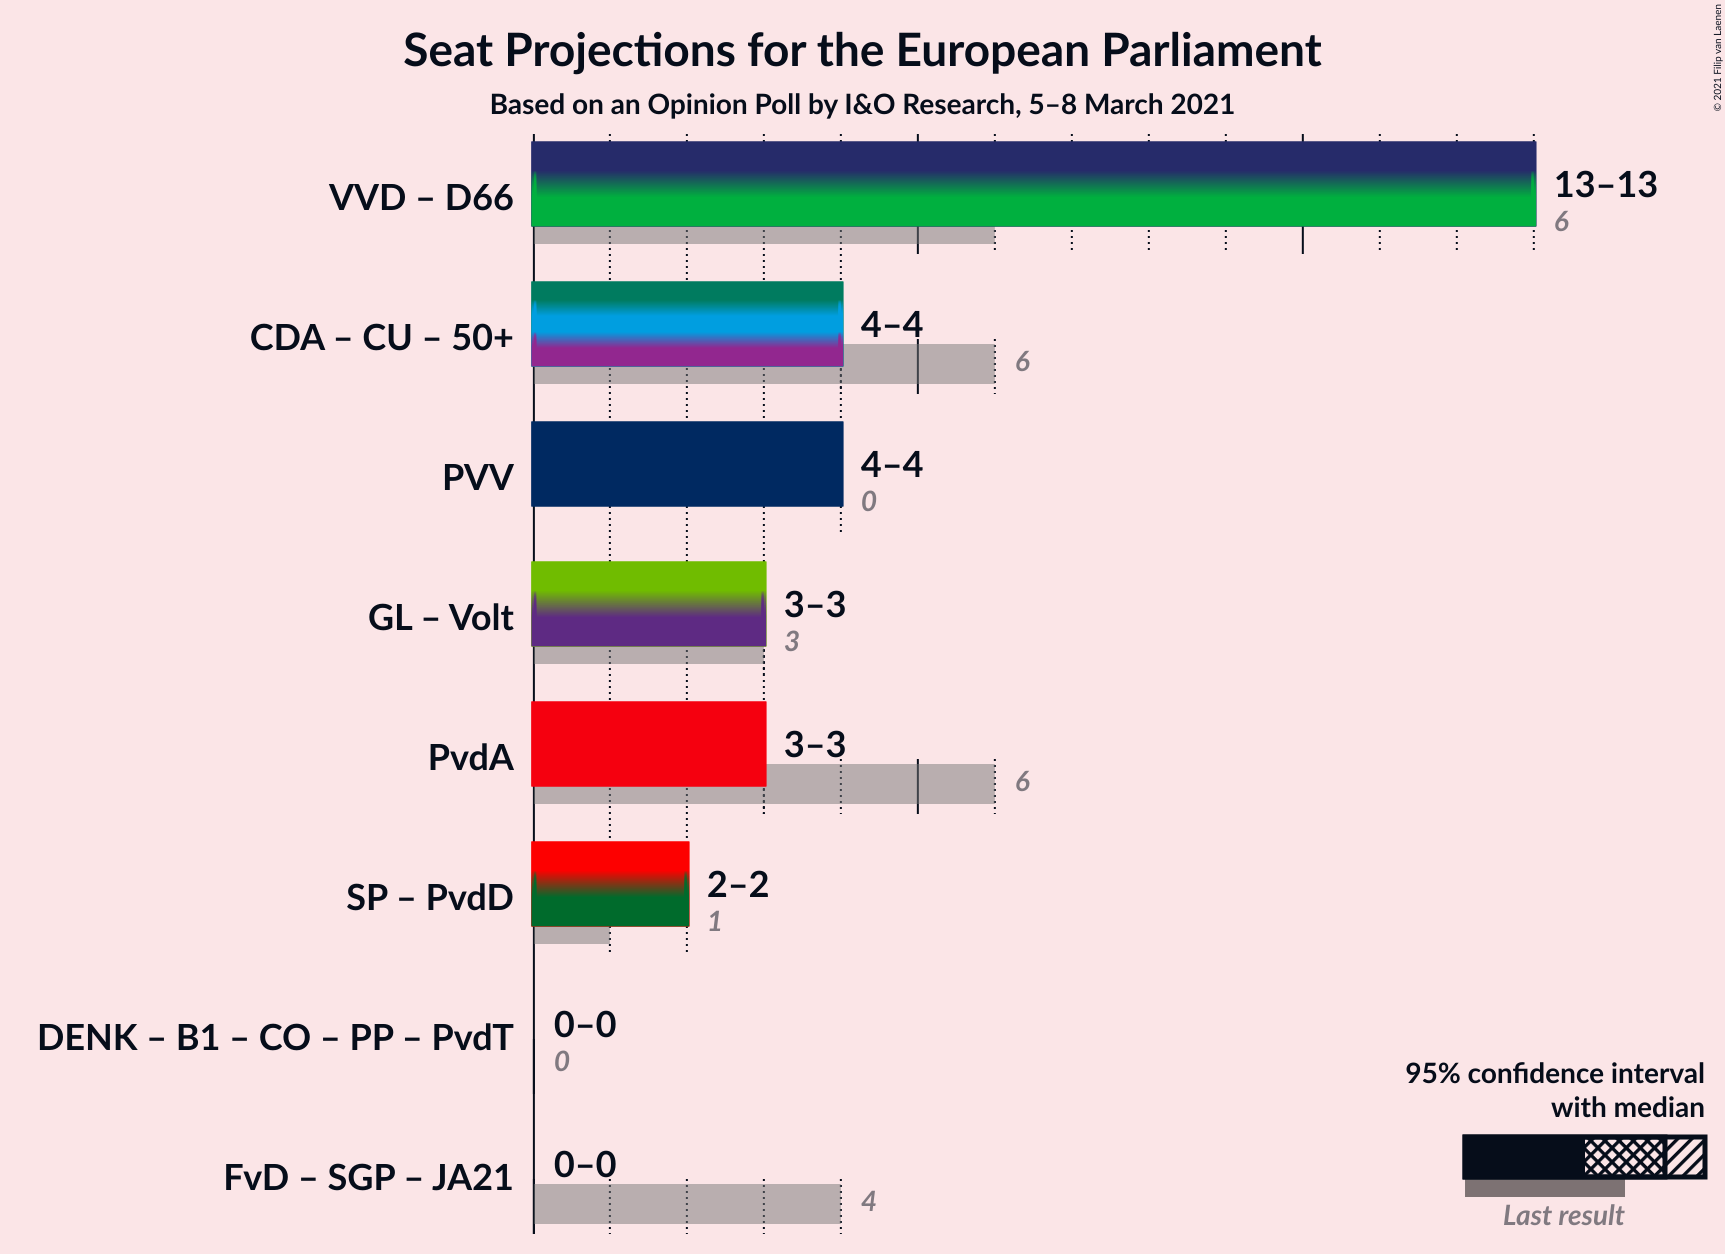 Seat Projections for the European Parliament
Based on an Opinion Poll by I&O Research, 5–8 March 2021
© 2021 Filip van Laenen
VVD – D66
13–13
6
CDA – CU – 50+
4–4
6
PVV
4–4
0
GL – Volt
3–3
3
PvdA
3–3
6
SP – PvdD
2–2
1
DENK – B1 – CO – PP – PvdT
0–0
0
FvD – SGP – JA21
0–0
4
95% confidence interval
with median
Last result